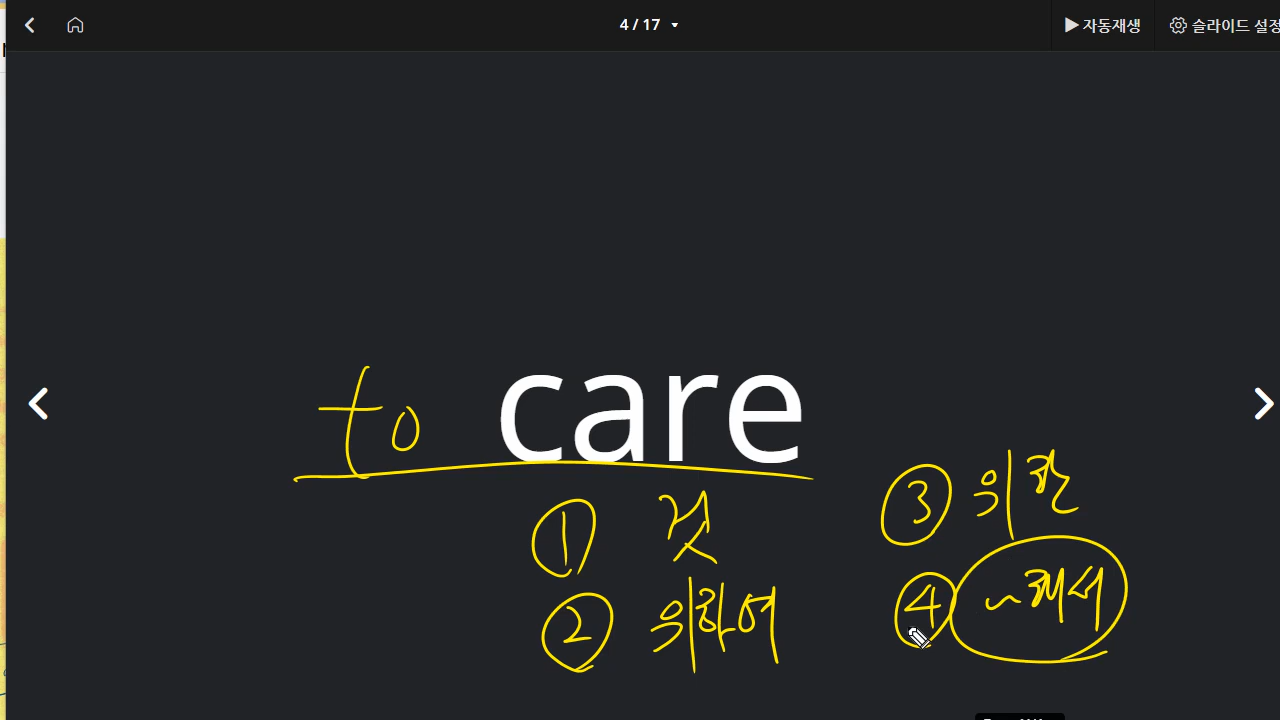 4 / 17
자동재생
슬라이드 설정
to care
① 것
② 위하여
③ 위한
④ ~해서